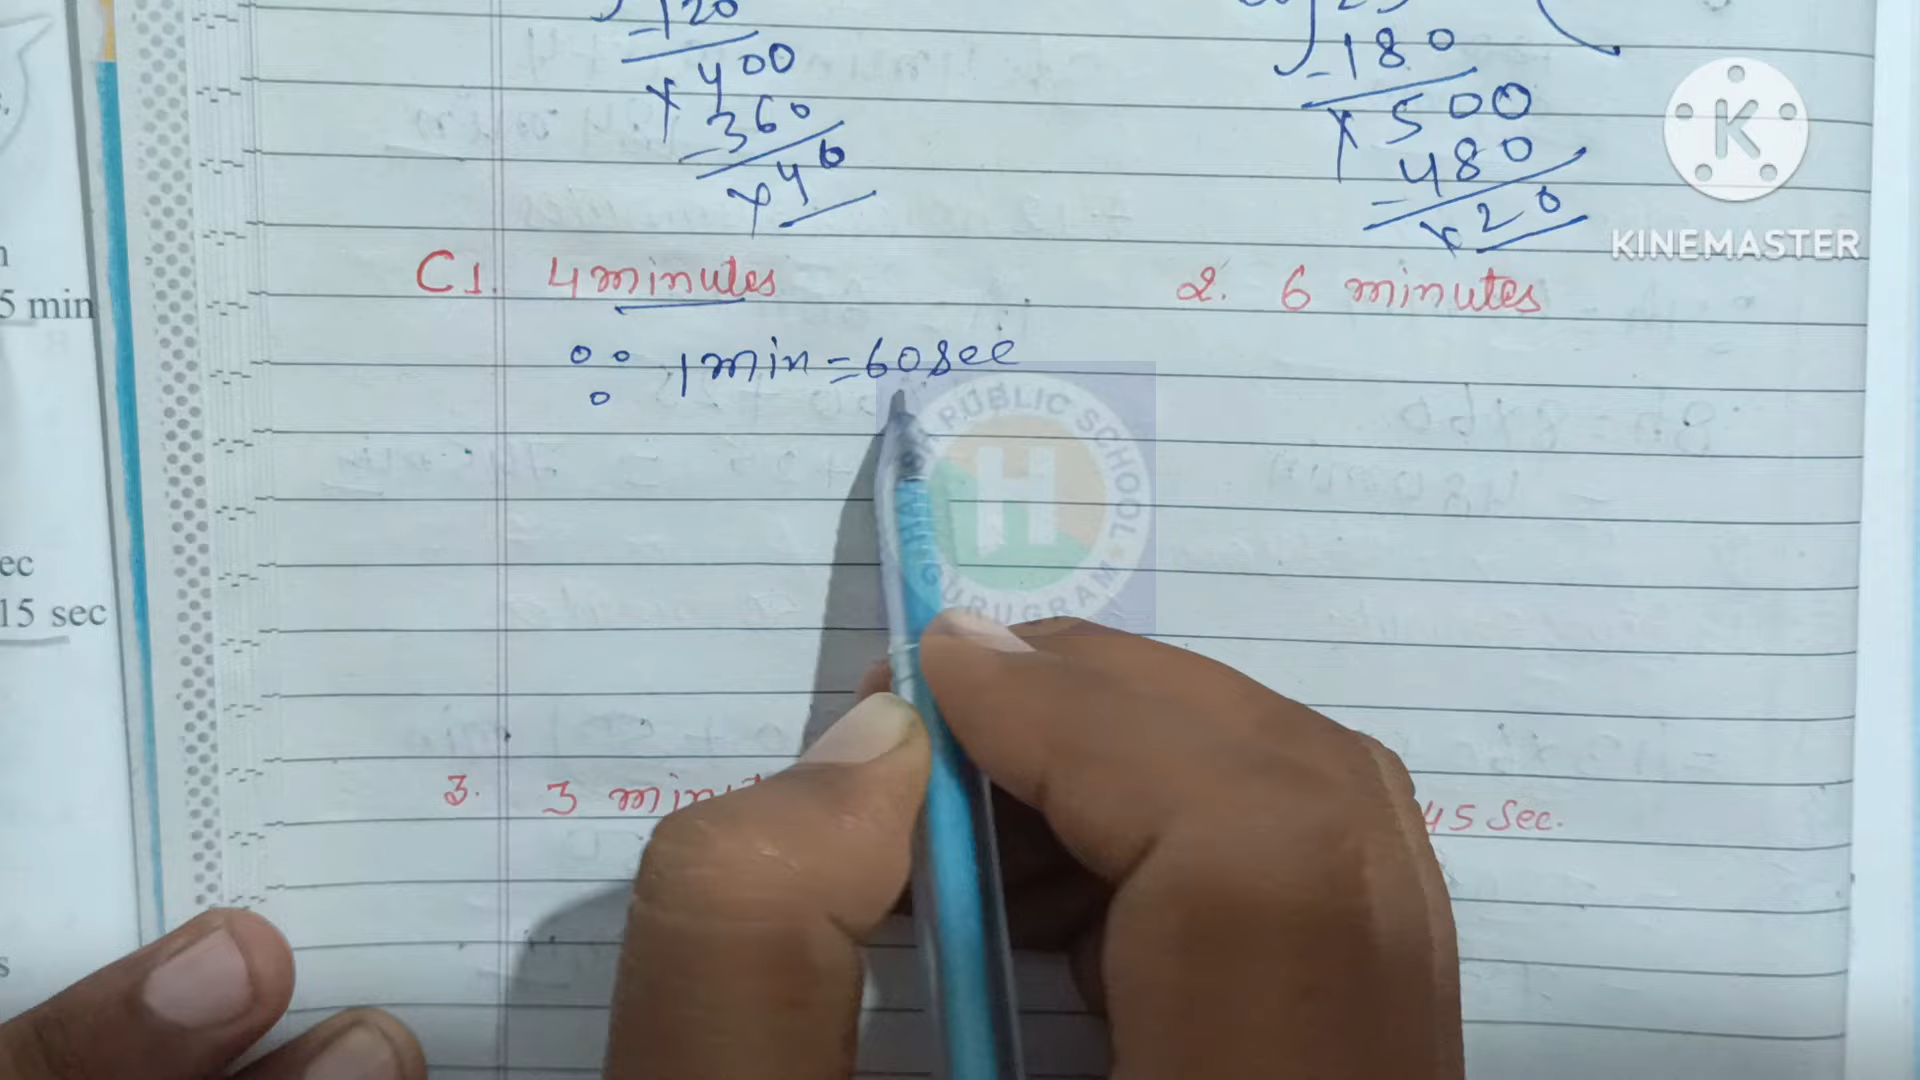 -120
400
-360
46
-180
500
-480
20
KINEMASTER
C1. 4 minutes
2. 6 minutes
∵ 1 min = 60 sec
PUBLIC SCHOOL
GURUGRAM
H
3. 3 min
45 Sec.
5 min
ec
15 sec
s